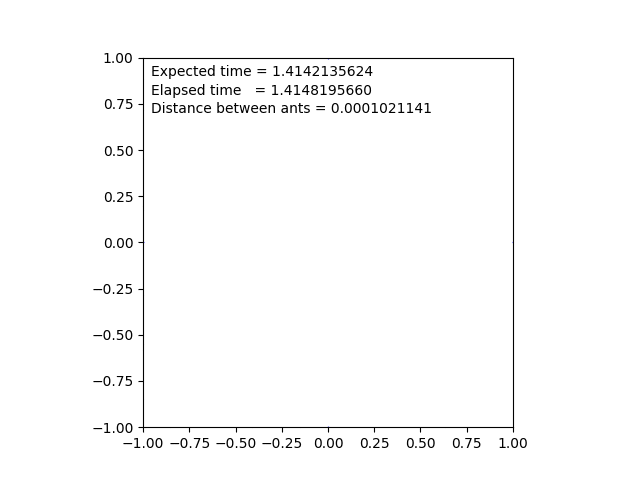 1.00
Expected time = 1.4142135624
Elapsed time   = 1.4148195660
Distance between ants = 0.0001021141
0.75
0.50
0.25
0.00
−0.25
−0.50
−0.75
−1.00
−1.00 −0.75 −0.50 −0.25 0.00 0.25 0.50 0.75 1.00